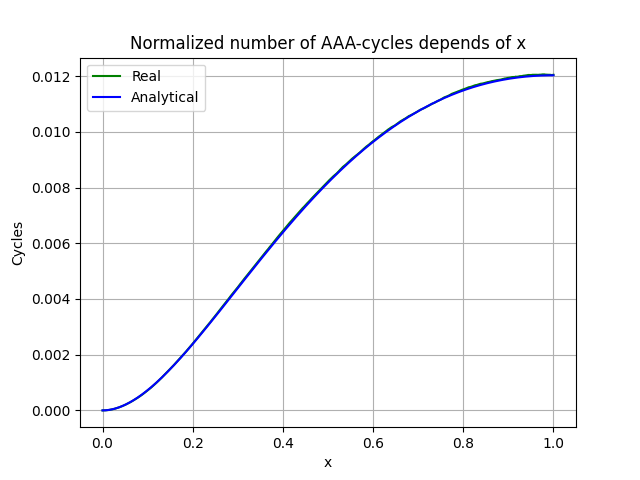 Normalized number of AAA-cycles depends of x
Real
Analytical
0.012
0.010
0.008
0.006
0.004
0.002
0.000
Cycles
0.0 0.2 0.4 0.6 0.8 1.0
x